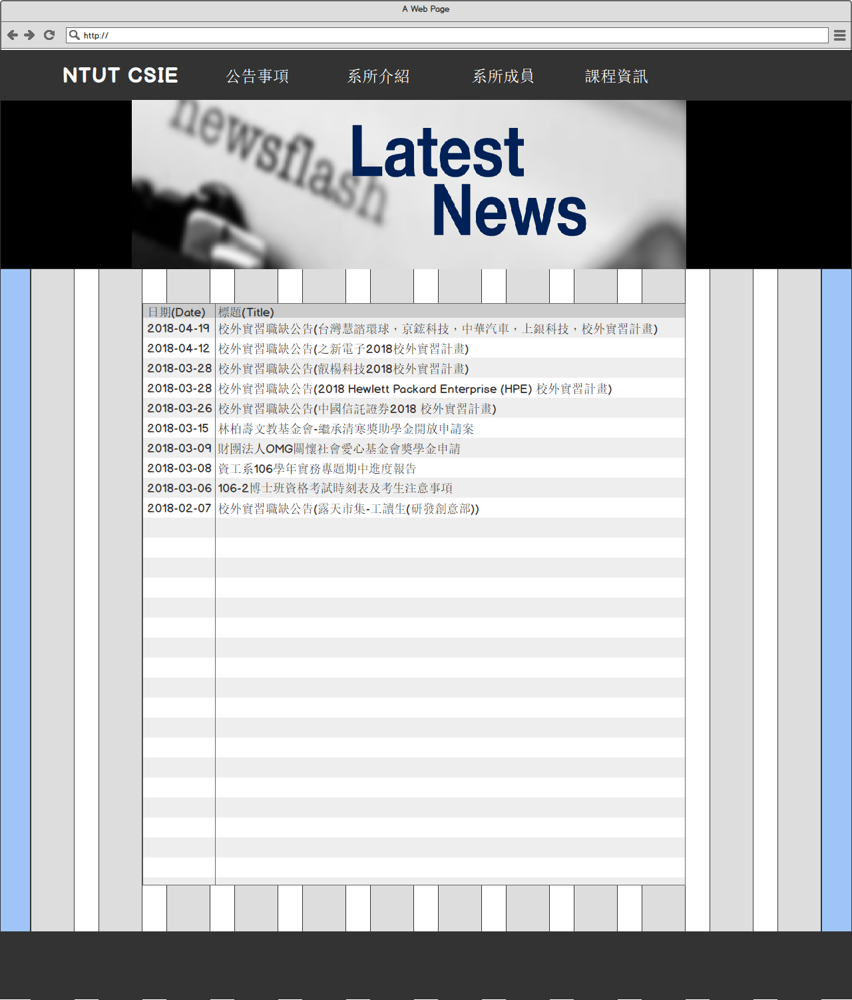 A Web Page
http://
NTUT CSIE 公告事項 系所介紹 系所成員 課程資訊
newsflash
Latest
News
日期(Date) 標題(Title)
2018-04-19 校外實習職缺公告(台灣慧諮環球，京鋐科技，中華汽車，上銀科技，校外實習計畫)
2018-04-12 校外實習職缺公告(之新電子2018校外實習計畫)
2018-03-28 校外實習職缺公告(叡楊科技2018校外實習計畫)
2018-03-28 校外實習職缺公告(2018 Hewlett Packard Enterprise (HPE) 校外實習計畫)
2018-03-26 校外實習職缺公告(中國信託證券2018 校外實習計畫)
2018-03-15 林柏壽文教基金會-繼承清寒獎助學金開放申請案
2018-03-09 財團法人OMG關懷社會愛心基金會獎學金申請
2018-03-08 資工系106學年實務專題期中進度報告
2018-03-06 106-2博士班資格考試時刻表及考生注意事項
2018-02-07 校外實習職缺公告(露天市集-工讀生(研發創意部))